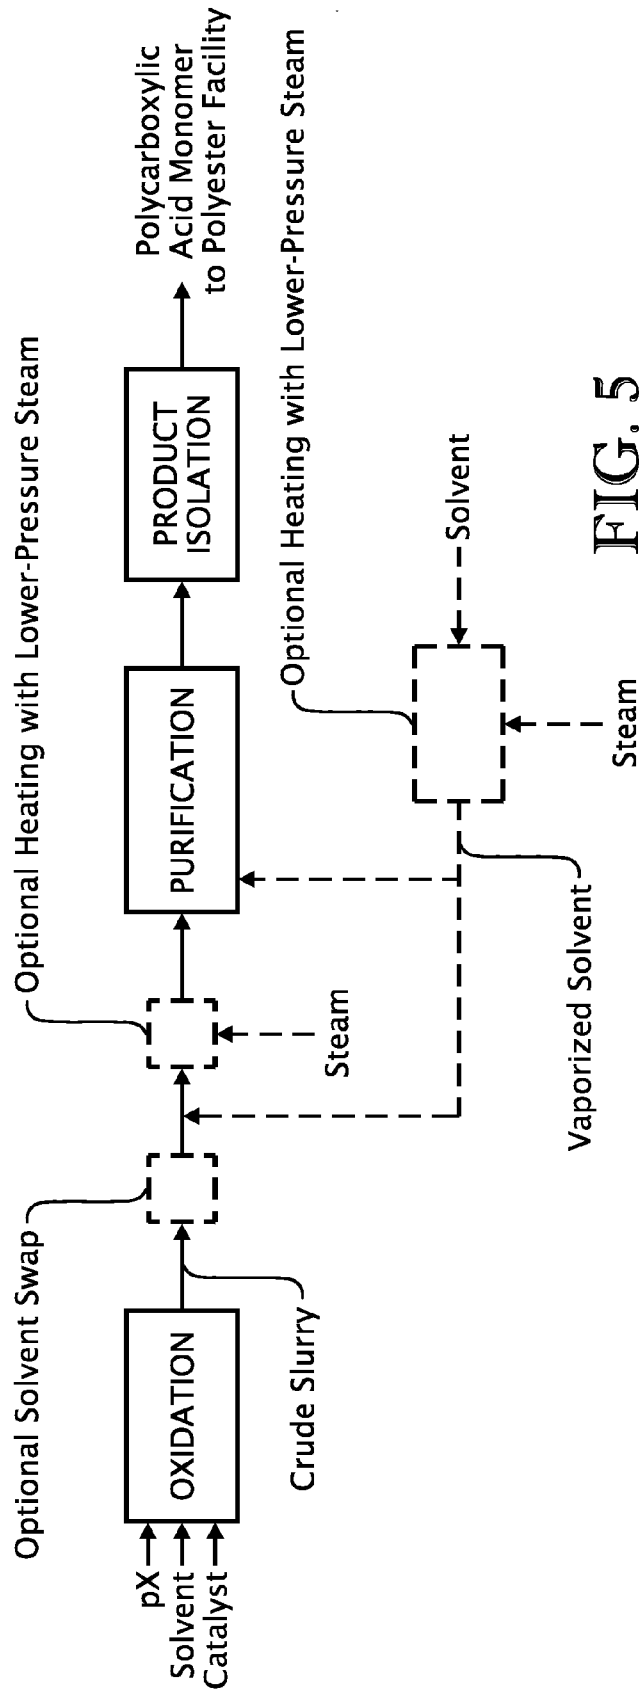 Optional Solvent Swap
Optional Heating with Lower-Pressure Steam
pX
Solvent
Catalyst
OXIDATION
PURIFICATION
PRODUCT
ISOLATION
Polycarboxylic
Acid Monomer
to Polyester Facility
Crude Slurry
Steam
Optional Heating with Lower-Pressure Steam
Solvent
Vaporized Solvent
Steam
FIG. 5